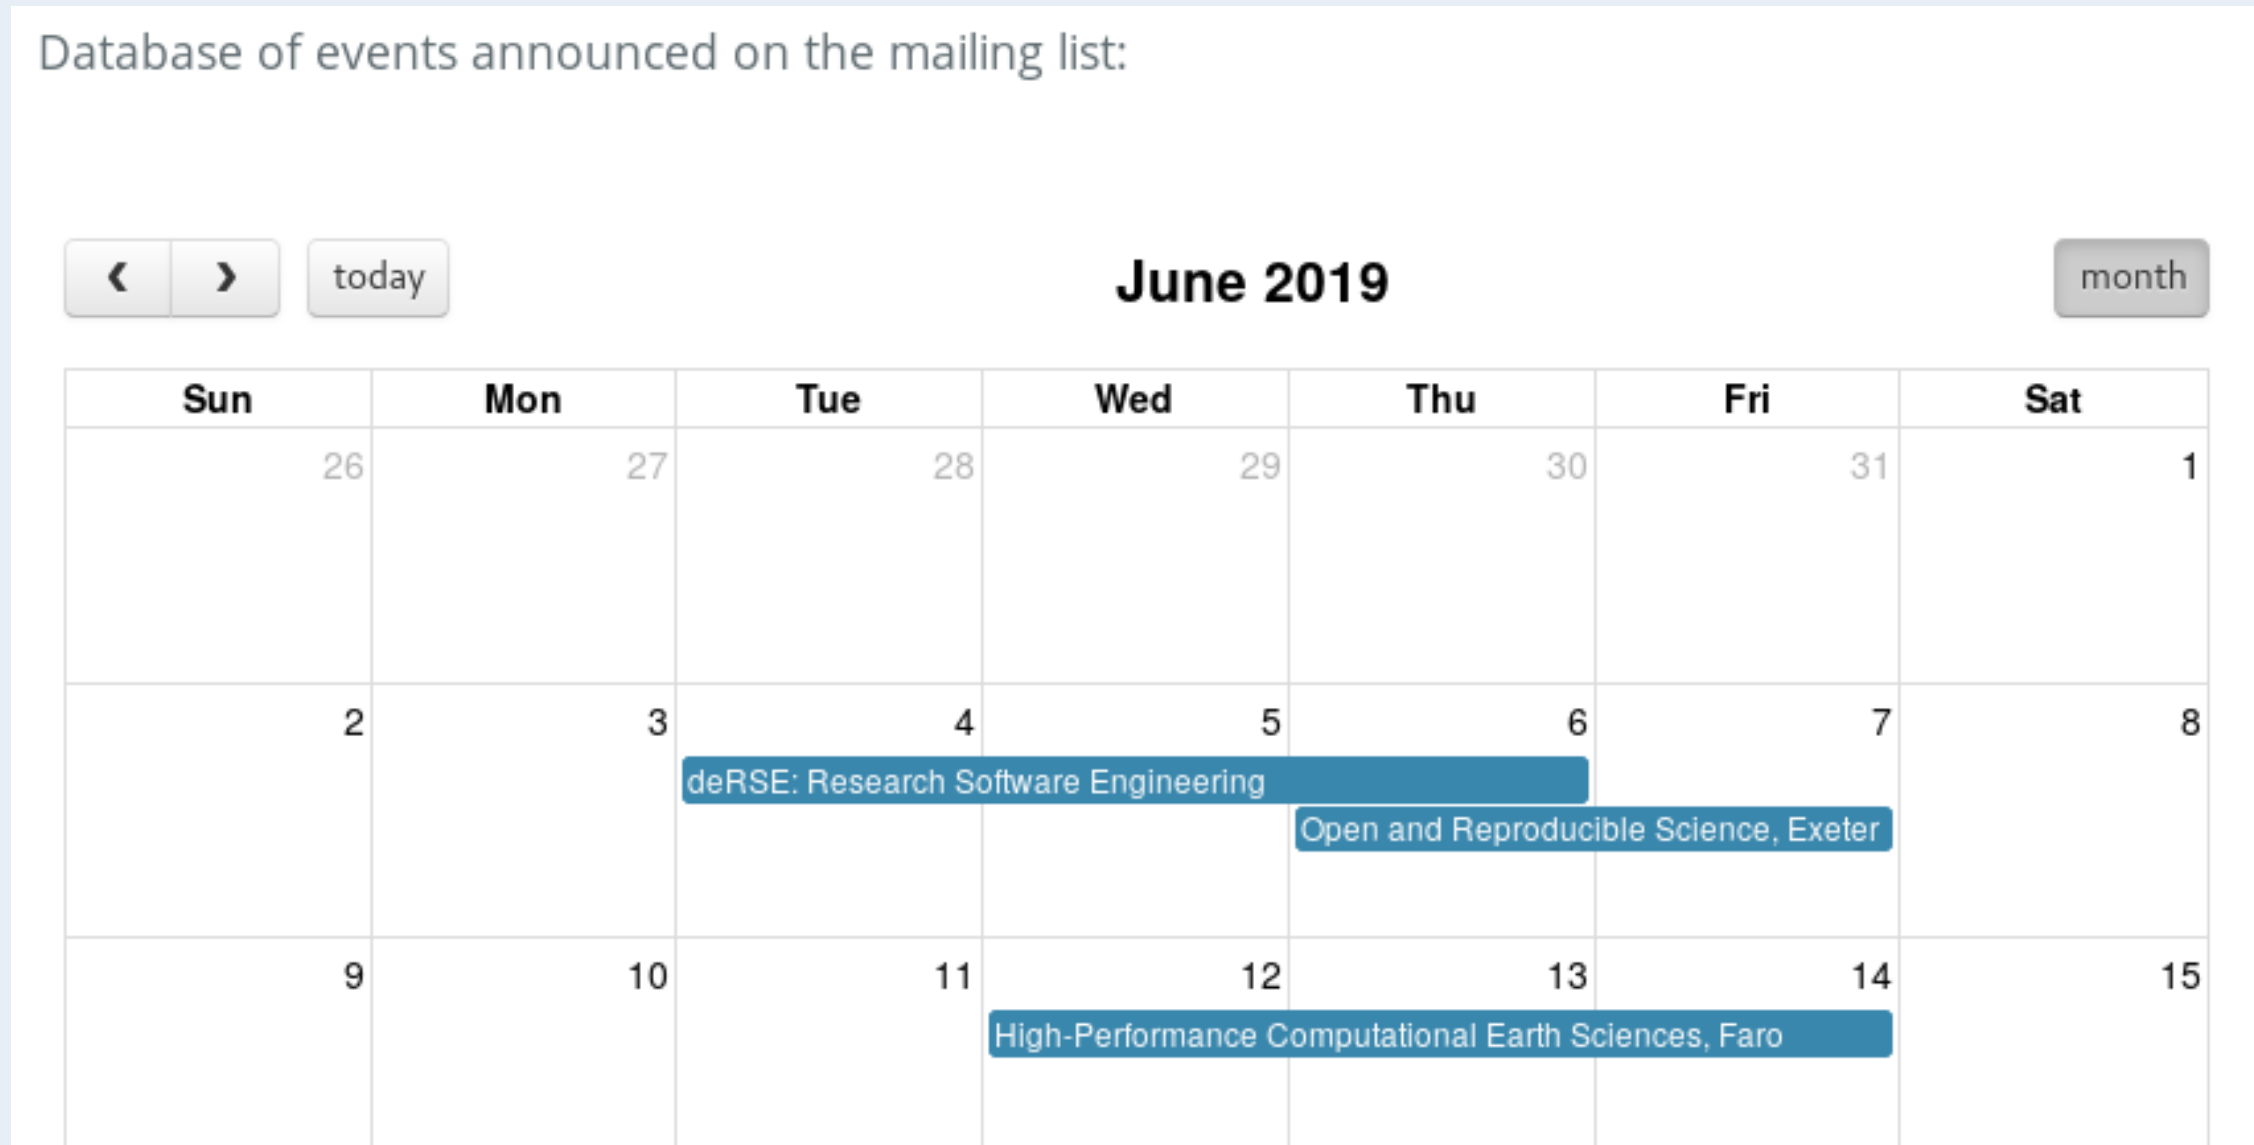 Database of events announced on the mailing list:
❮ ❯ today June 2019 month
Sun Mon Tue Wed Thu Fri Sat
26 27 28 29 30 31 1
2 3 4 5 6 7 8
deRSE: Research Software Engineering
Open and Reproducible Science, Exeter
9 10 11 12 13 14 15
High-Performance Computational Earth Sciences, Faro